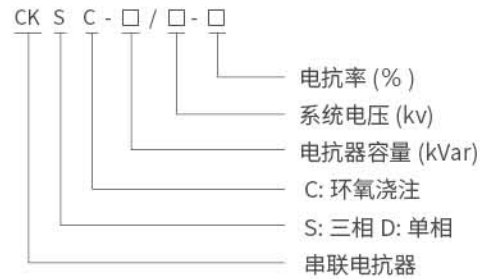 CK S C - □ / □ - □
电抗率 (% )
系统电压 (kv)
电抗器容量 (kVar)
C: 环氧浇注
S: 三相 D: 单相
串联电抗器